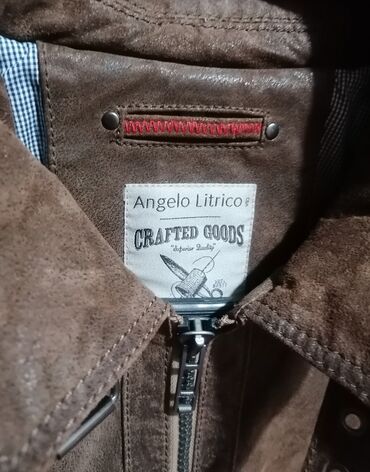 Angelo Litrico
CRAFTED GOODS
"Superior Quality"